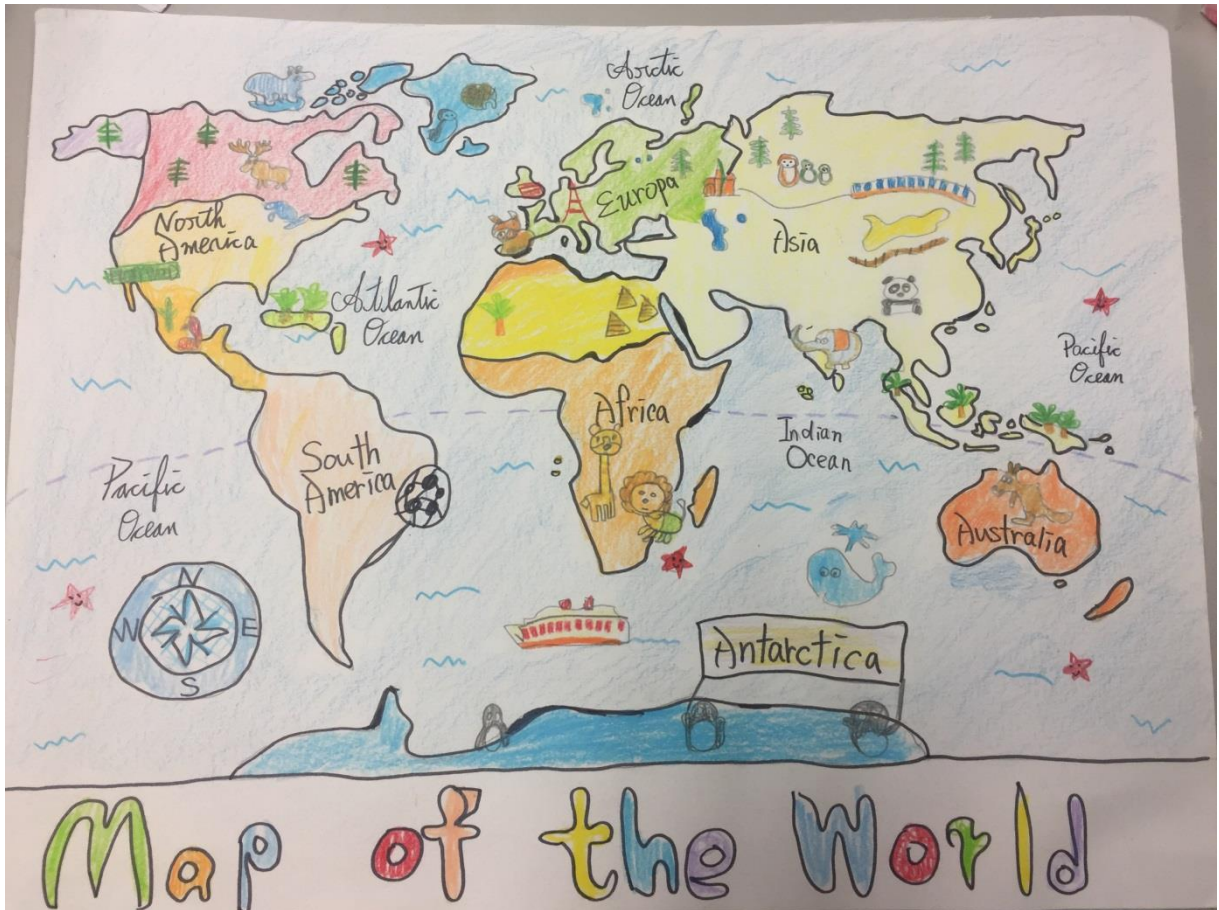 Arctic
Ocean
North
America
Europa
Asia
Atlantic
Ocean
Pacific
Ocean
Africa
Indian
Ocean
South
America
Pacific
Ocean
Australia
N
W E
S
Antarctica
Map of the World